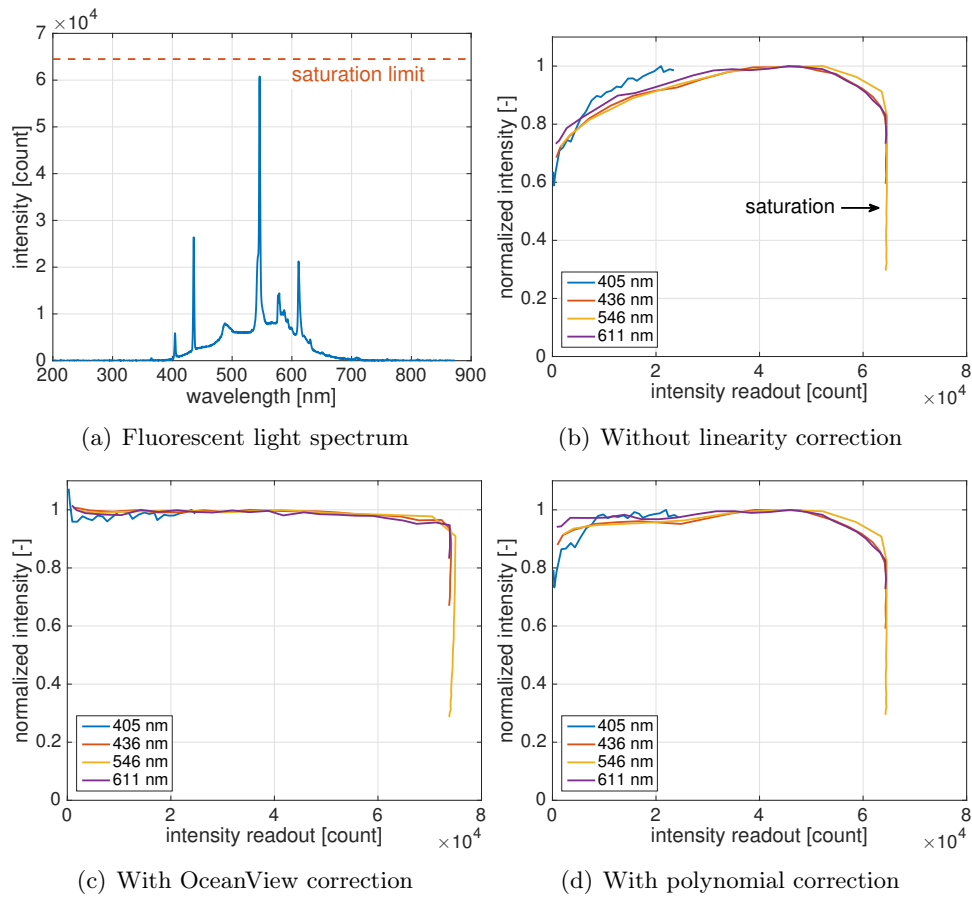 7 ×10⁴
6
5
4
3
2
1
0
intensity [count]
saturation limit
200 300 400 500 600 700 800 900
wavelength [nm]
(a) Fluorescent light spectrum
1
0.8
0.6
0.4
0.2
0
normalized intensity [-]
saturation
405 nm
436 nm
546 nm
611 nm
0 2 4 6 8
intensity readout [count]
×10⁴
(b) Without linearity correction
1
0.8
0.6
0.4
0.2
0
normalized intensity [-]
405 nm
436 nm
546 nm
611 nm
0 2 4 6 8
intensity readout [count]
×10⁴
(c) With OceanView correction
1
0.8
0.6
0.4
0.2
0
normalized intensity [-]
405 nm
436 nm
546 nm
611 nm
0 2 4 6 8
intensity readout [count]
×10⁴
(d) With polynomial correction